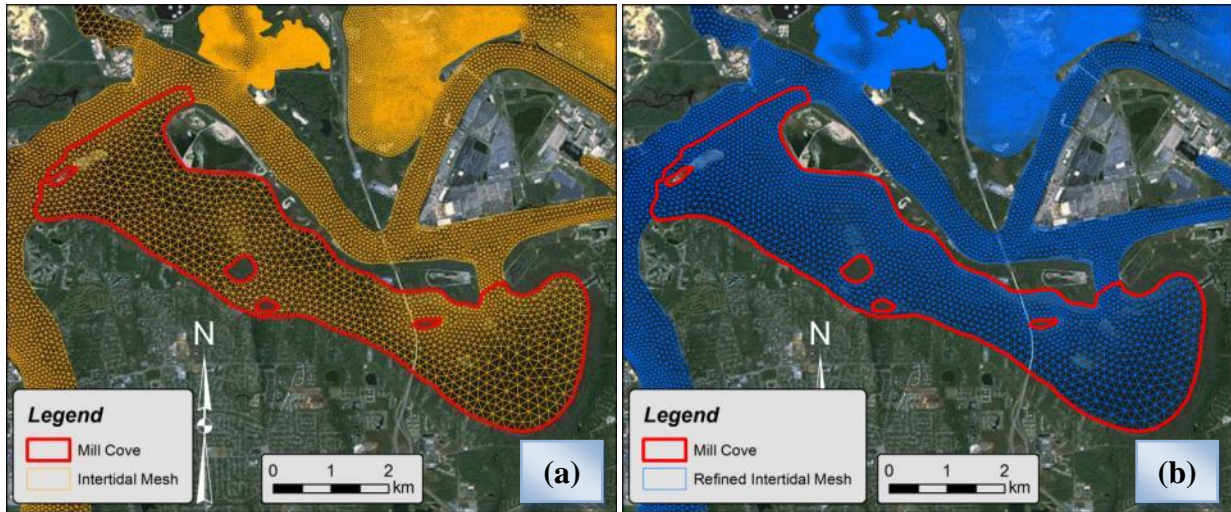 N
Legend
Mill Cove
Intertidal Mesh
0 1 2
km
(a)
Legend
Mill Cove
Refined Intertidal Mesh
0 1 2
km
(b)